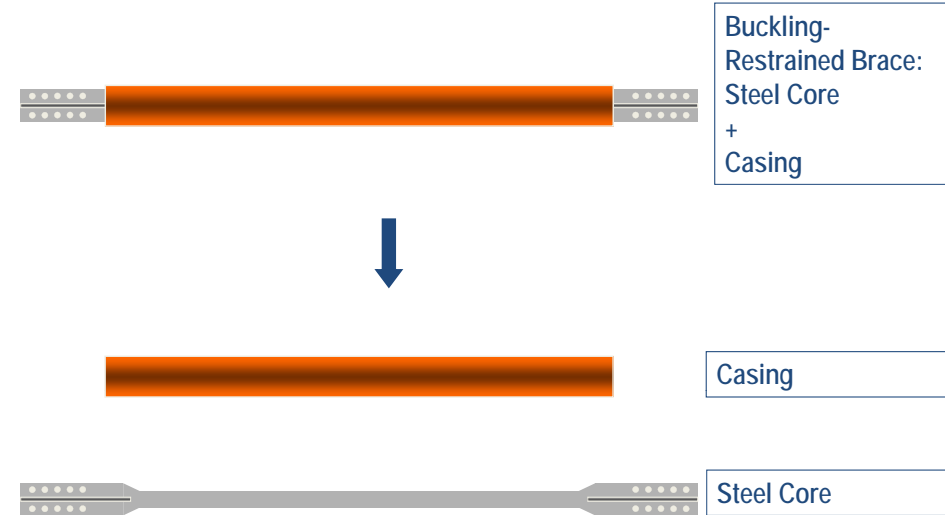 Buckling-
Restrained Brace:
Steel Core
+
Casing
Casing
Steel Core